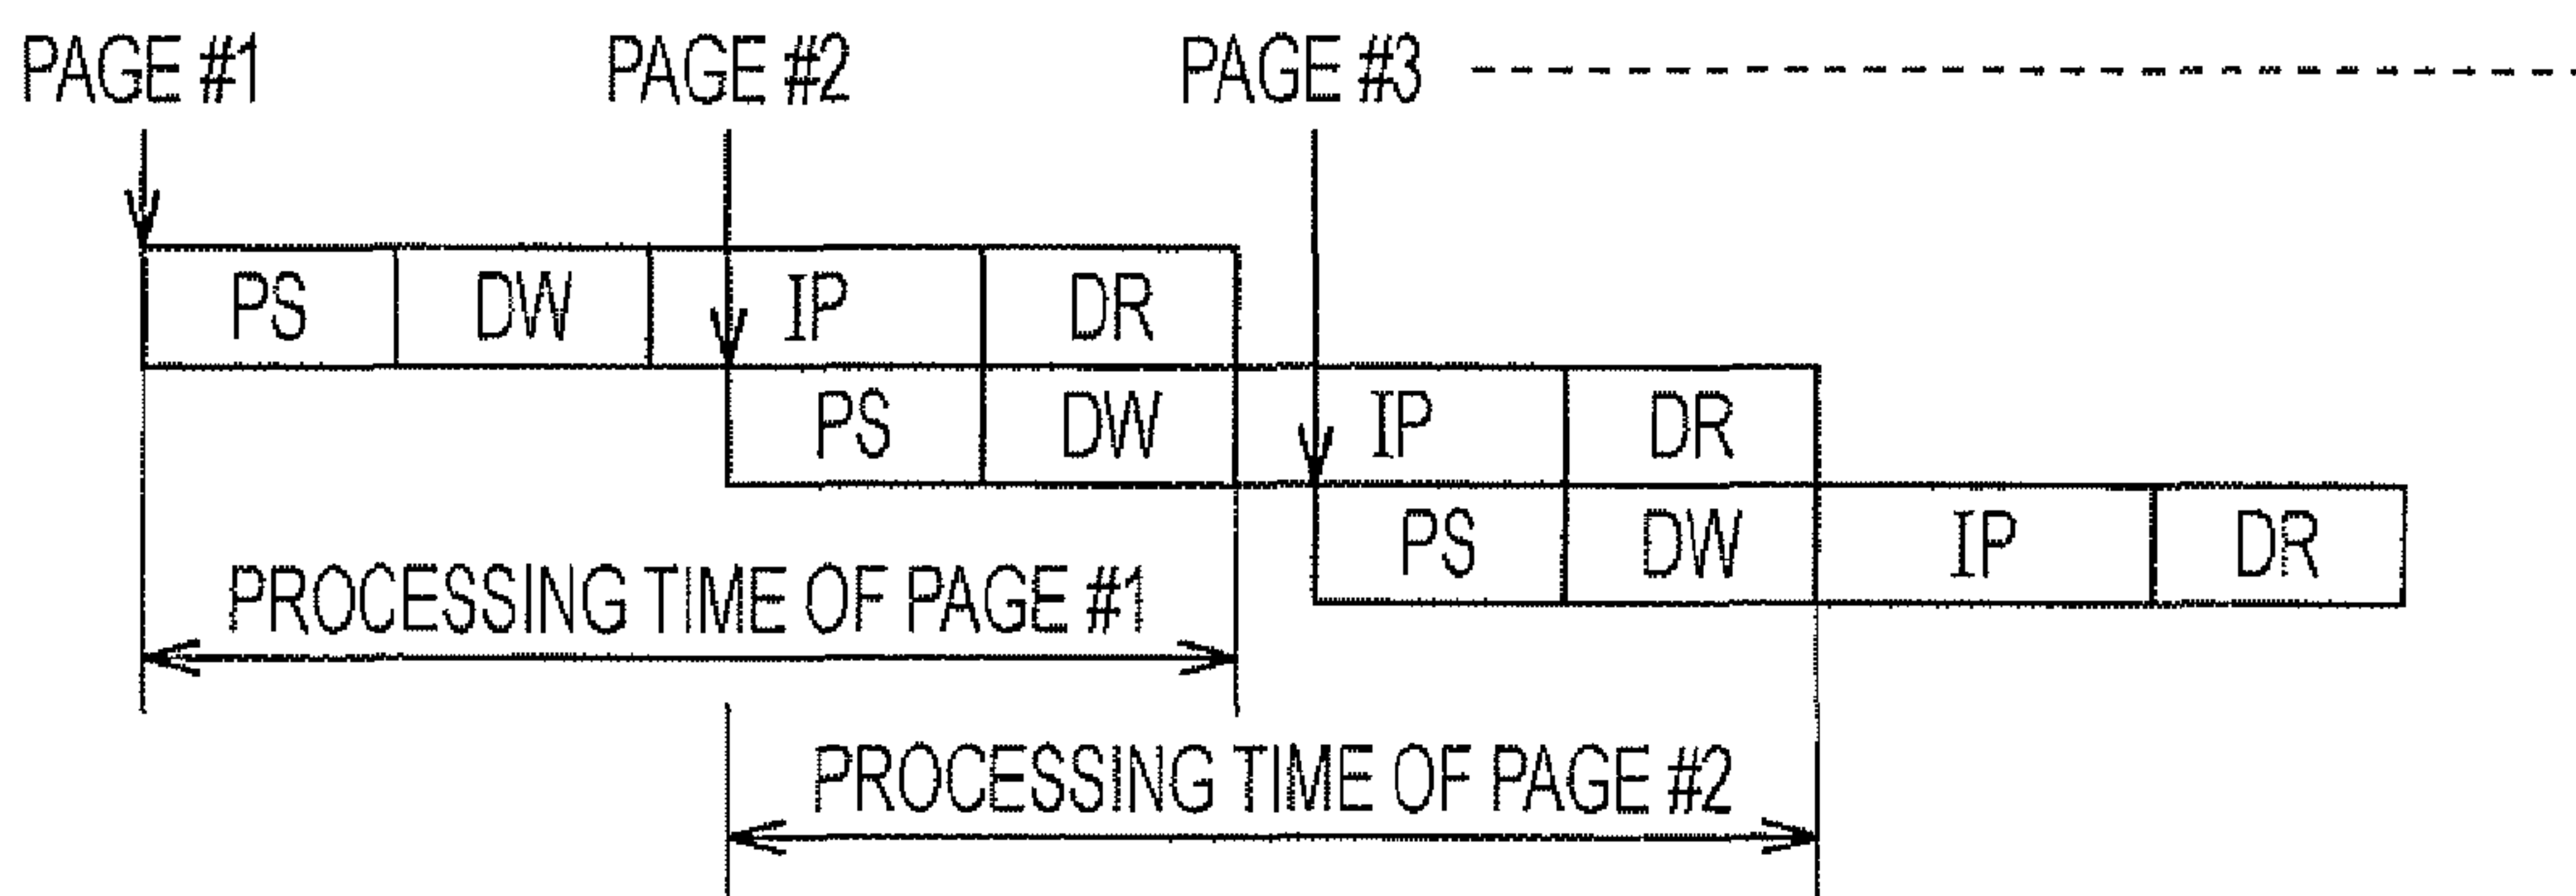 PAGE #1 PAGE #2 PAGE #3
PS DW IP DR
PS DW IP DR
PS DW IP DR
PROCESSING TIME OF PAGE #1
PROCESSING TIME OF PAGE #2